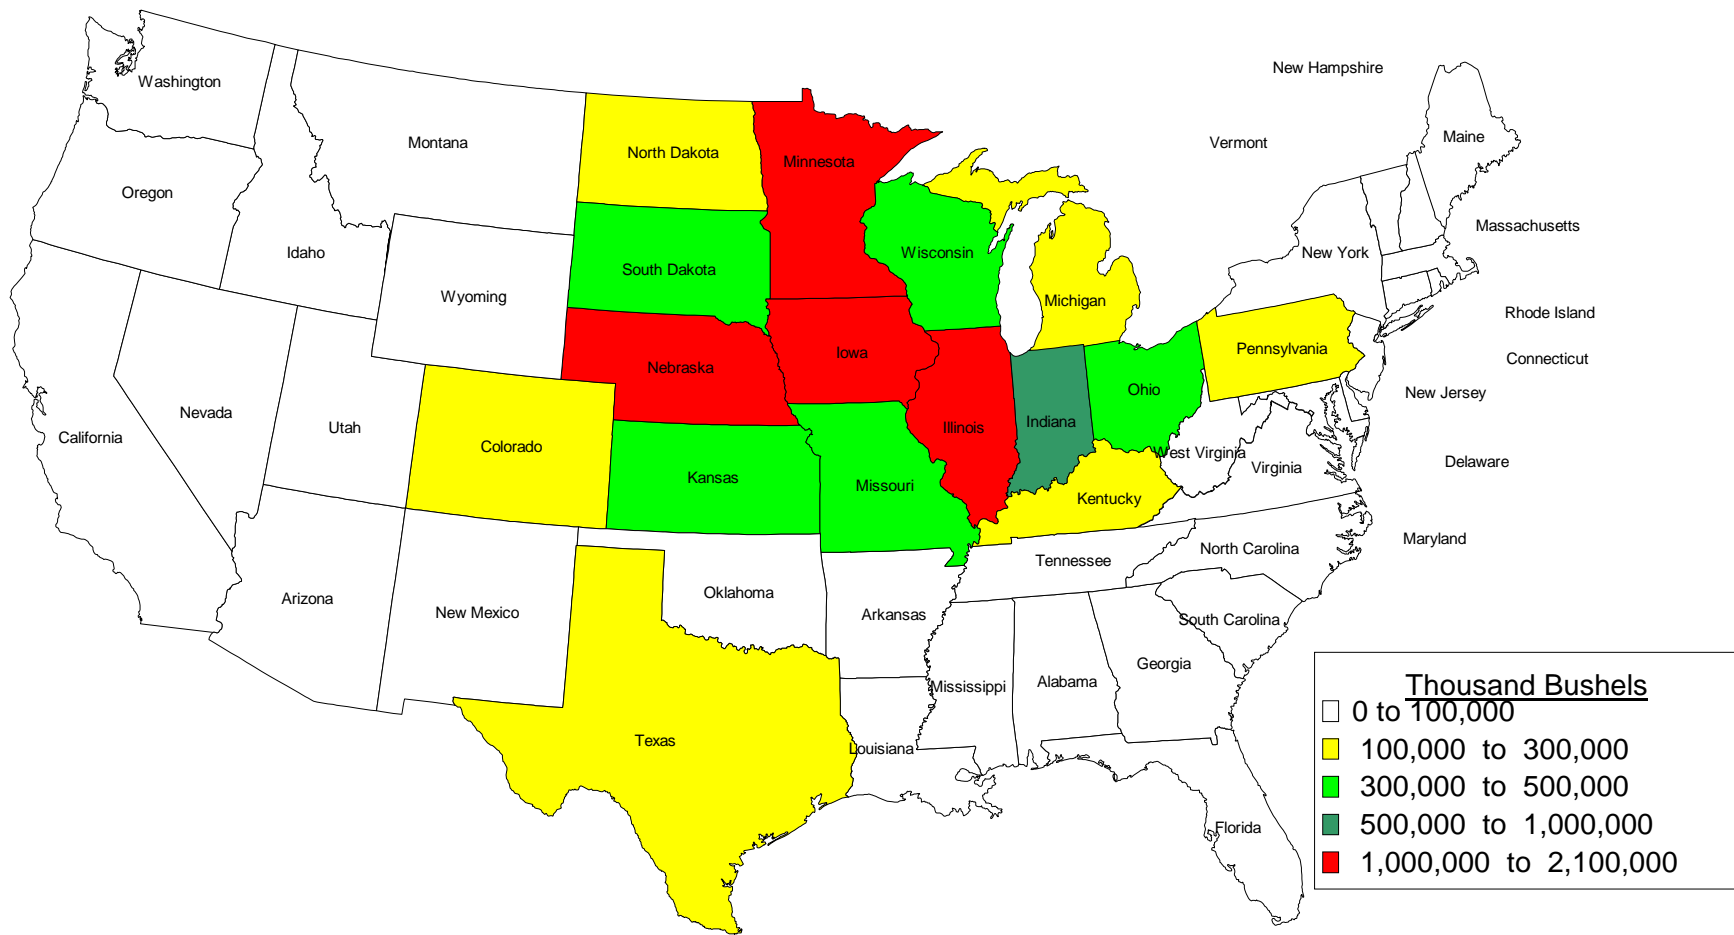 New Hampshire
Washington
Vermont
Maine
Montana
North Dakota
Minnesota
Oregon
Massachusetts
Idaho
Wisconsin
New York
South Dakota
Wyoming
Michigan
Rhode Island
Iowa
Pennsylvania
Connecticut
Nebraska
Ohio
New Jersey
Nevada
Utah
Illinois
Indiana
California
Colorado
West Virginia
Delaware
Virginia
Kansas
Missouri
Kentucky
Maryland
North Carolina
Tennessee
Oklahoma
Arizona
New Mexico
Arkansas
South Carolina
Georgia
Mississippi
Alabama
Texas
Louisiana
Florida
Thousand Bushels
0 to 100,000
100,000 to 300,000
300,000 to 500,000
500,000 to 1,000,000
1,000,000 to 2,100,000